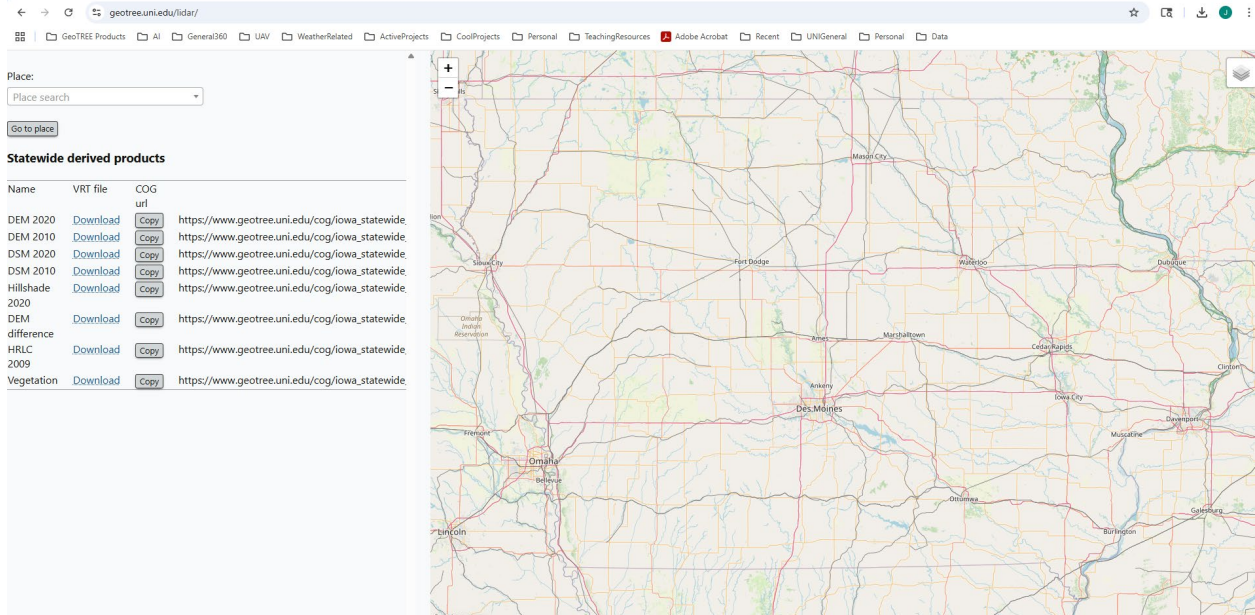 geotree.uni.edu/lidar/
GeoTREE Products AI General360 UAV WeatherRelated ActiveProjects CoolProjects Personal TeachingResources Adobe Acrobat Recent UNIGeneral Personal Data
J
Place:
Place search
Go to place
Statewide derived products
Name VRT file COG url
DEM 2020 Download Copy https://www.geotree.uni.edu/cog/iowa_statewide_
DEM 2010 Download Copy https://www.geotree.uni.edu/cog/iowa_statewide_
DSM 2020 Download Copy https://www.geotree.uni.edu/cog/iowa_statewide_
DSM 2010 Download Copy https://www.geotree.uni.edu/cog/iowa_statewide_
Hillshade 2020 Download Copy https://www.geotree.uni.edu/cog/iowa_statewide_
DEM difference Download Copy https://www.geotree.uni.edu/cog/iowa_statewide_
HRLC 2009 Download Copy https://www.geotree.uni.edu/cog/iowa_statewide_
Vegetation Download Copy https://www.geotree.uni.edu/cog/iowa_statewide_
+
−
Mason City
Sioux City
Fort Dodge
Waterloo
Dubuque
Omaha
Indian
Reservation
Ames
Marshalltown
Cedar Rapids
Clinton
Ankeny
Iowa City
Des Moines
Davenport
Muscatine
Fremont
Omaha
Bellevue
Ottumwa
Galesburg
Lincoln
Burlington